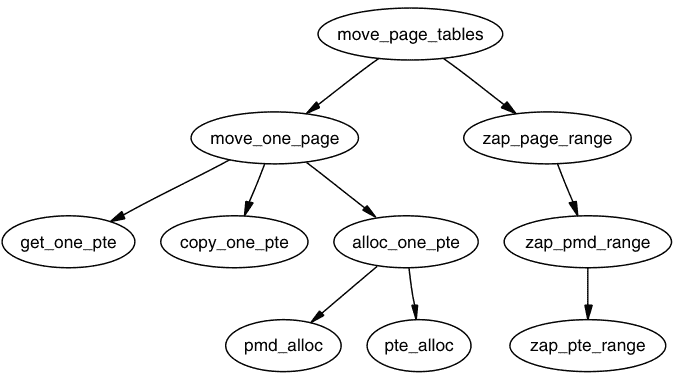 move_page_tables
move_one_page
zap_page_range
get_one_pte
copy_one_pte
alloc_one_pte
zap_pmd_range
pmd_alloc
pte_alloc
zap_pte_range